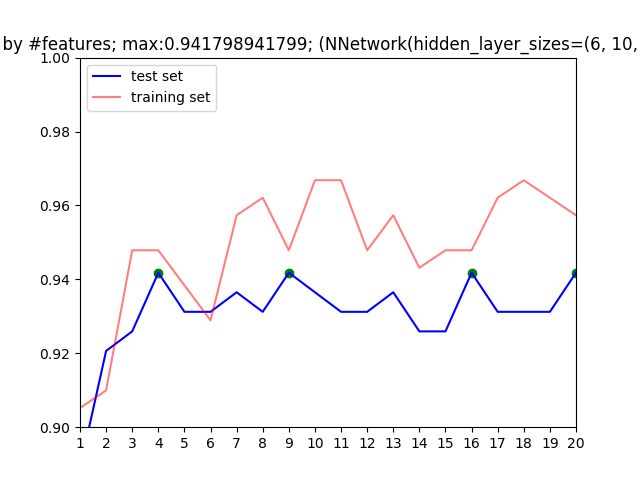 by #features; max:0.941798941799; (NNetwork(hidden_layer_sizes=(6, 10,
1.00
0.98
0.96
0.94
0.92
0.90
test set
training set
1 2 3 4 5 6 7 8 9 10 11 12 13 14 15 16 17 18 19 20